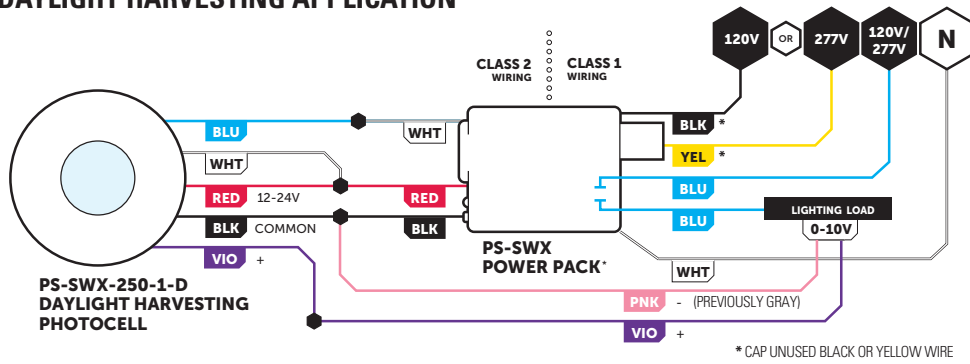 DAYLIGHT HARVESTING APPLICATION
120V
OR
277V
120V/
277V
N
CLASS 2
WIRING
CLASS 1
WIRING
BLU
WHT
BLK *
WHT
YEL *
RED 12-24V
RED
BLU
BLK COMMON
BLK
BLU
LIGHTING LOAD
0-10V
VIO +
PS-SWX
POWER PACK*
WHT
PS-SWX-250-1-D
DAYLIGHT HARVESTING
PHOTOCELL
PNK - (PREVIOUSLY GRAY)
VIO +
* CAP UNUSED BLACK OR YELLOW WIRE